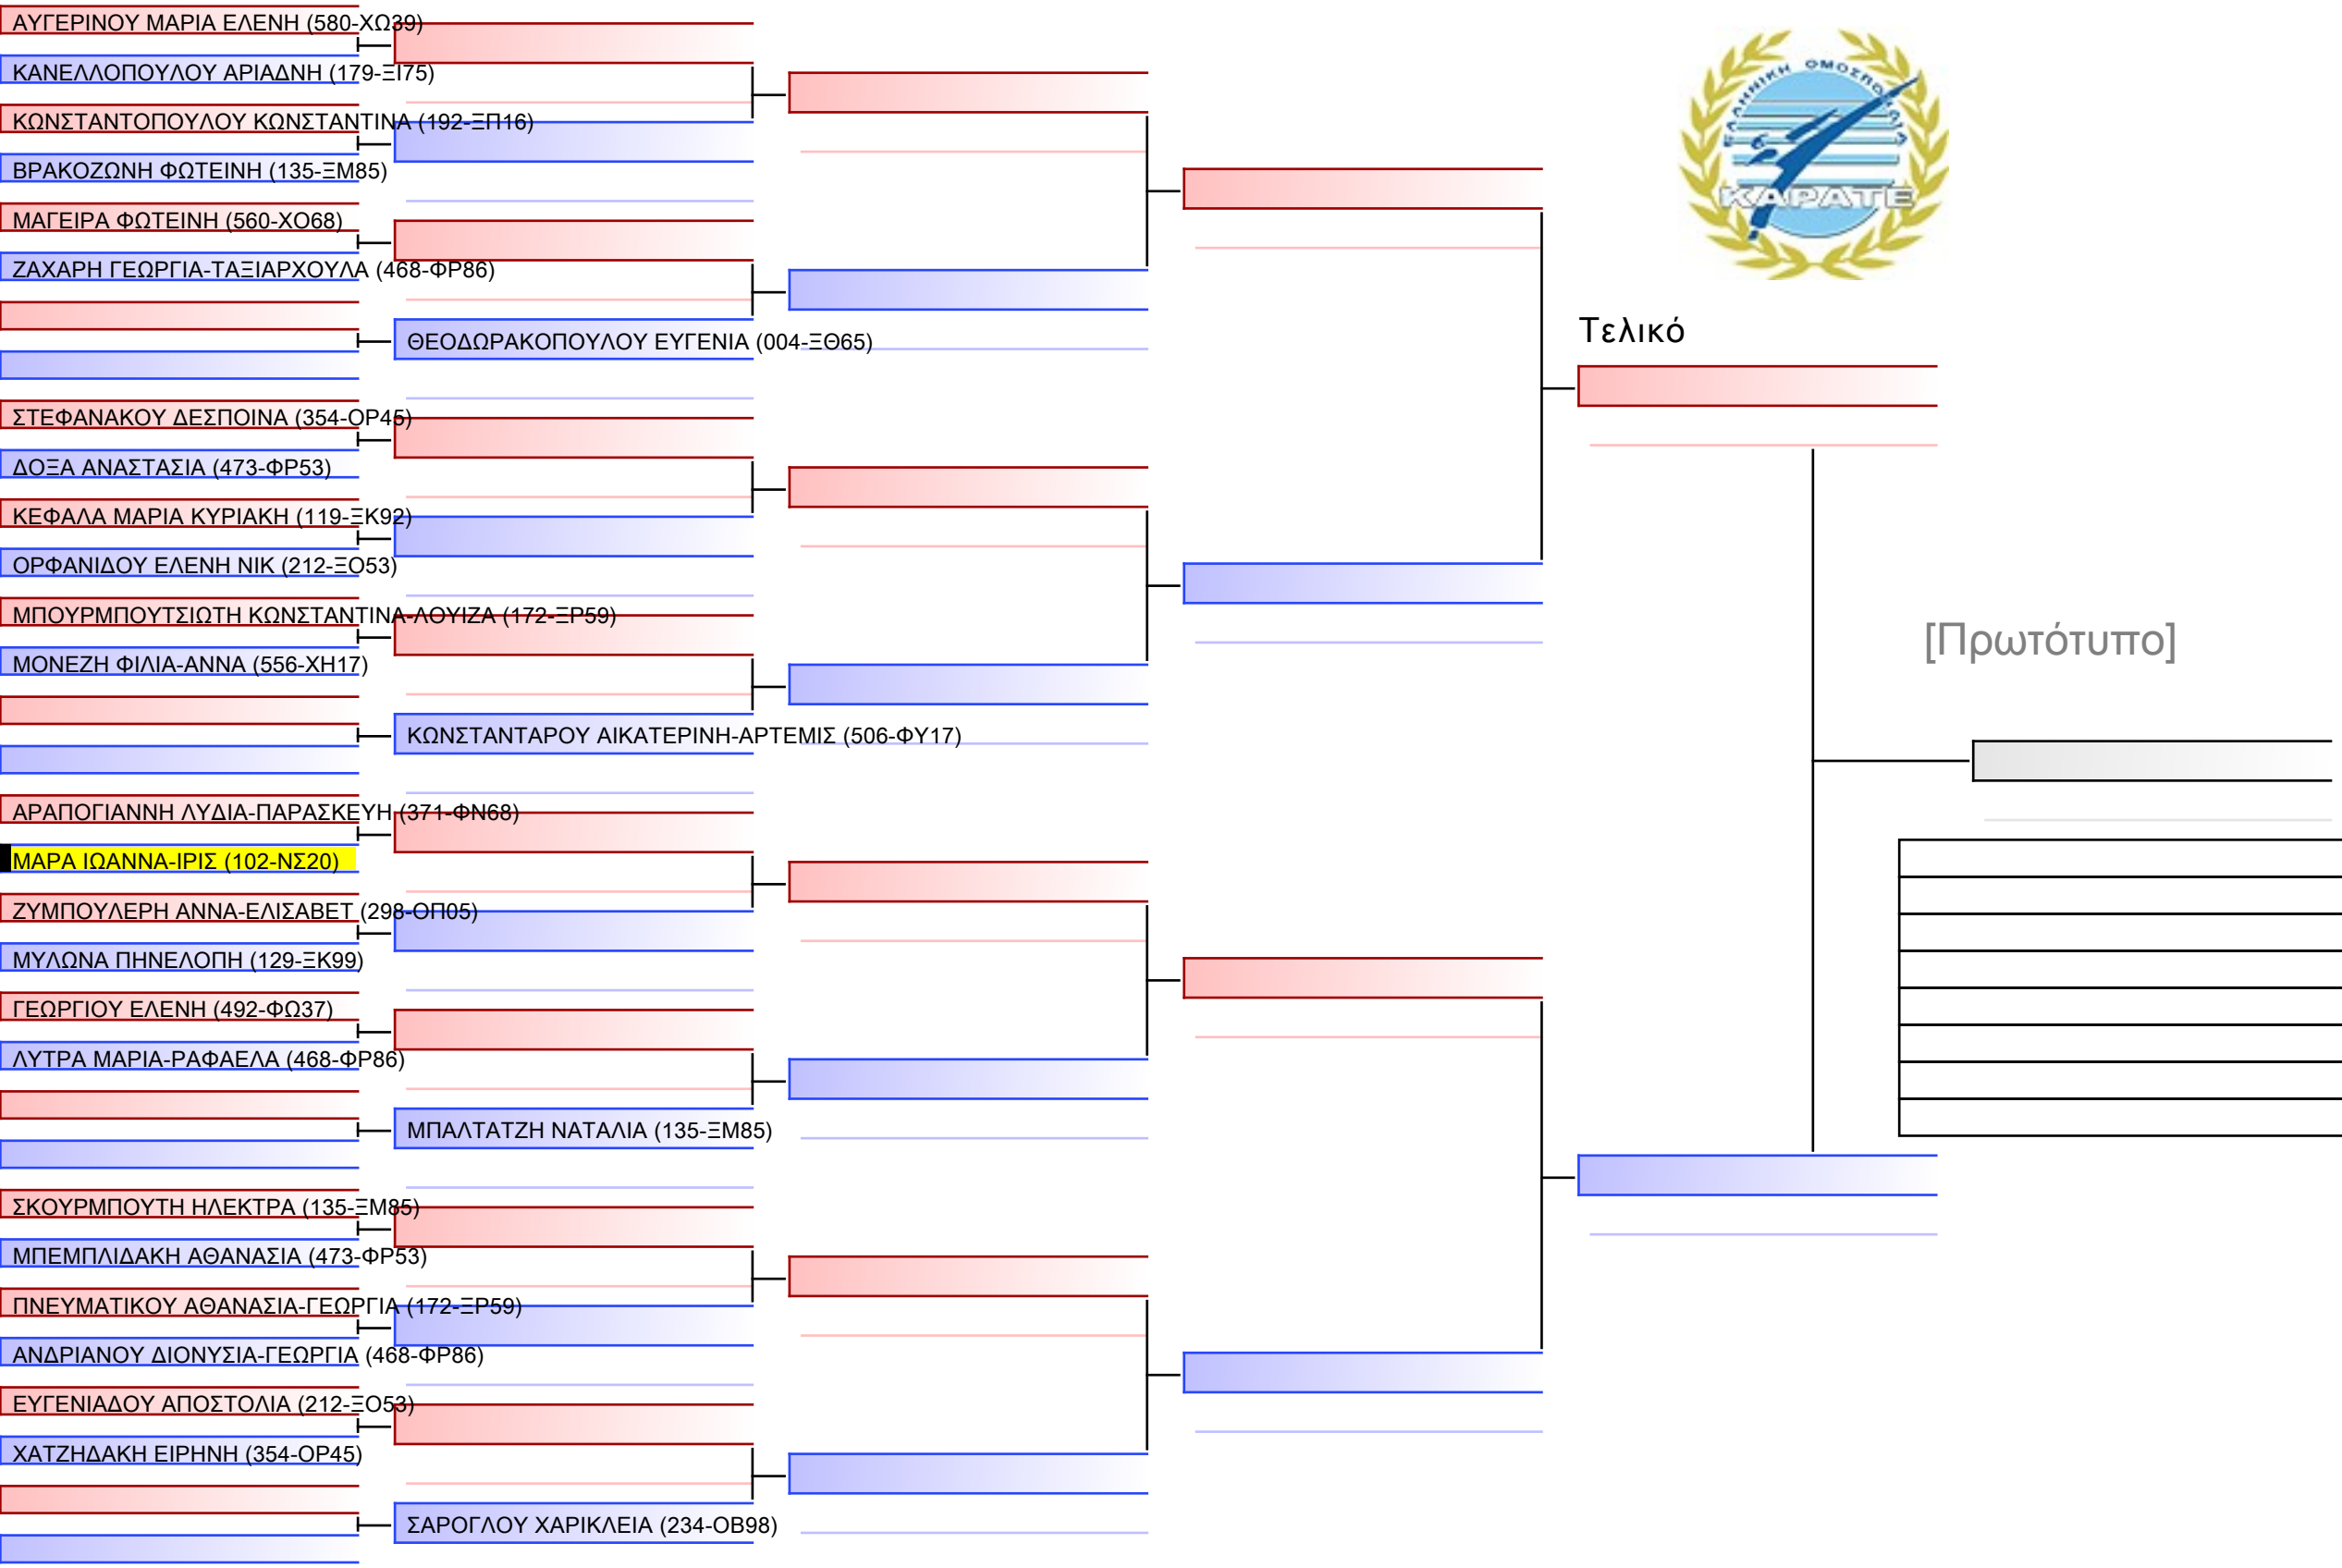 ΑΥΓΕΡΙΝΟΥ ΜΑΡΙΑ ΕΛΕΝΗ (580-ΧΩ39)
ΚΑΝΕΛΛΟΠΟΥΛΟΥ ΑΡΙΑΔΝΗ (179-ΞΙ75)
ΚΩΝΣΤΑΝΤΟΠΟΥΛΟΥ ΚΩΝΣΤΑΝΤΙΝΑ (192-ΞΠ16)
ΒΡΑΚΟΖΩΝΗ ΦΩΤΕΙΝΗ (135-ΞΜ85)
ΜΑΓΕΙΡΑ ΦΩΤΕΙΝΗ (560-ΧΟ68)
ΖΑΧΑΡΗ ΓΕΩΡΓΙΑ-ΤΑΞΙΑΡΧΟΥΛΑ (468-ΦΡ86)
ΘΕΟΔΩΡΑΚΟΠΟΥΛΟΥ ΕΥΓΕΝΙΑ (004-ΞΘ65)
ΣΤΕΦΑΝΑΚΟΥ ΔΕΣΠΟΙΝΑ (354-ΟΡ45)
ΔΟΞΑ ΑΝΑΣΤΑΣΙΑ (473-ΦΡ53)
ΚΕΦΑΛΑ ΜΑΡΙΑ ΚΥΡΙΑΚΗ (119-ΞΚ92)
ΟΡΦΑΝΙΔΟΥ ΕΛΕΝΗ ΝΙΚ (212-ΞΟ53)
ΜΠΟΥΡΜΠΟΥΤΣΙΩΤΗ ΚΩΝΣΤΑΝΤΙΝΑ-ΛΟΥΙΖΑ (172-ΞΡ59)
ΜΟΝΕΖΗ ΦΙΛΙΑ-ΑΝΝΑ (556-ΧΗ17)
ΚΩΝΣΤΑΝΤΑΡΟΥ ΑΙΚΑΤΕΡΙΝΗ-ΑΡΤΕΜΙΣ (506-ΦΥ17)
ΑΡΑΠΟΓΙΑΝΝΗ ΛΥΔΙΑ-ΠΑΡΑΣΚΕΥΗ (371-ΦΝ68)
ΜΑΡΑ ΙΩΑΝΝΑ-ΙΡΙΣ (102-ΝΣ20)
ΖΥΜΠΟΥΛΕΡΗ ΑΝΝΑ-ΕΛΙΣΑΒΕΤ (298-ΟΠ05)
ΜΥΛΩΝΑ ΠΗΝΕΛΟΠΗ (129-ΞΚ99)
ΓΕΩΡΓΙΟΥ ΕΛΕΝΗ (492-ΦΩ37)
ΛΥΤΡΑ ΜΑΡΙΑ-ΡΑΦΑΕΛΑ (468-ΦΡ86)
ΜΠΑΛΤΑΤΖΗ ΝΑΤΑΛΙΑ (135-ΞΜ85)
ΣΚΟΥΡΜΠΟΥΤΗ ΗΛΕΚΤΡΑ (135-ΞΜ85)
ΜΠΕΜΠΛΙΔΑΚΗ ΑΘΑΝΑΣΙΑ (473-ΦΡ53)
ΠΝΕΥΜΑΤΙΚΟΥ ΑΘΑΝΑΣΙΑ-ΓΕΩΡΓΙΑ (172-ΞΡ59)
ΑΝΔΡΙΑΝΟΥ ΔΙΟΝΥΣΙΑ-ΓΕΩΡΓΙΑ (468-ΦΡ86)
ΕΥΓΕΝΙΑΔΟΥ ΑΠΟΣΤΟΛΙΑ (212-ΞΟ53)
ΧΑΤΖΗΔΑΚΗ ΕΙΡΗΝΗ (354-ΟΡ45)
ΣΑΡΟΓΛΟΥ ΧΑΡΙΚΛΕΙΑ (234-ΟΒ98)
ΕΛΛΗΝΙΚΗ ΟΜΟΣΠΟΝΔΙΑ
ΚΑΡΑΤΕ
Τελικό
[Πρωτότυπο]